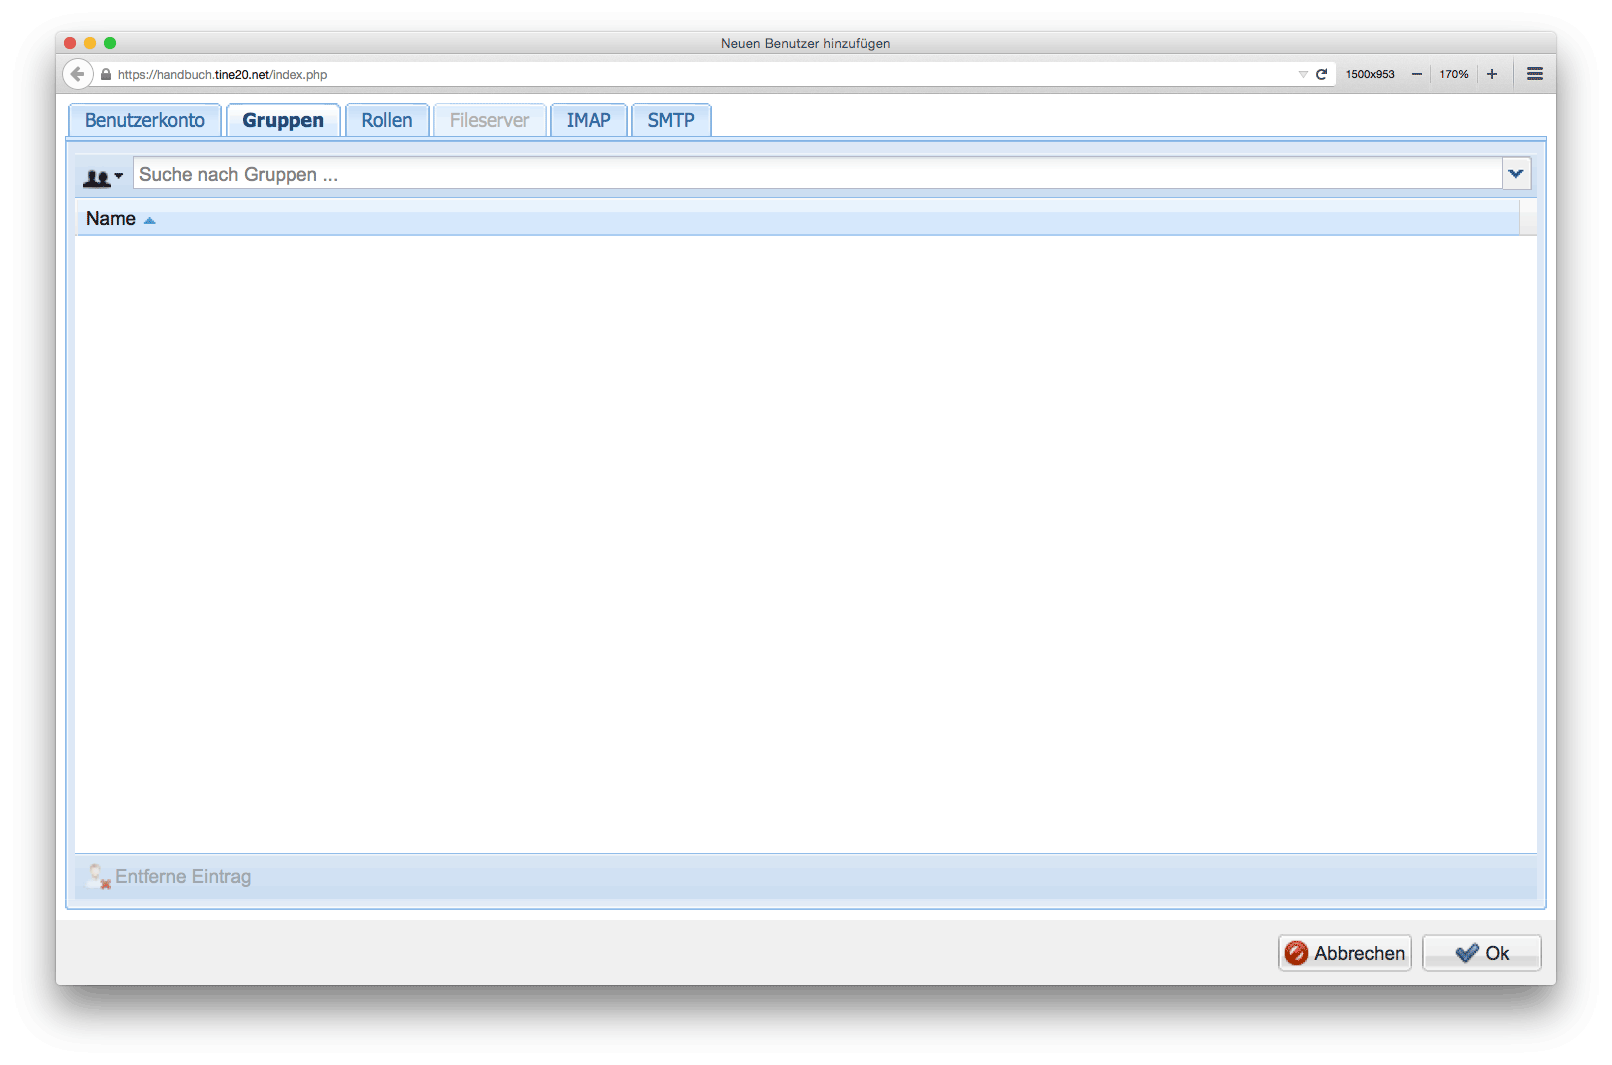 Neuen Benutzer hinzufügen
https://handbuch.tine20.net/index.php 1500x953 170%
Benutzerkonto Gruppen Rollen Fileserver IMAP SMTP
Suche nach Gruppen ...
Name
Entferne Eintrag
Abbrechen Ok